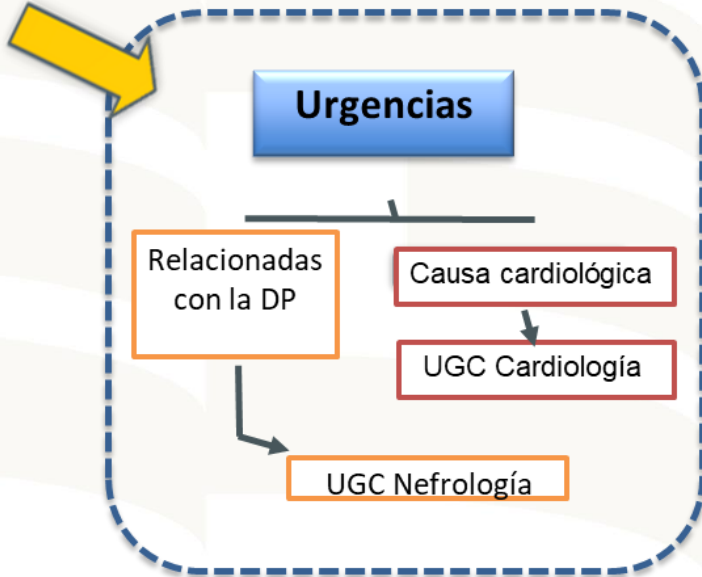 Urgencias
Relacionadas
con la DP
Causa cardiológica
UGC Cardiología
UGC Nefrología